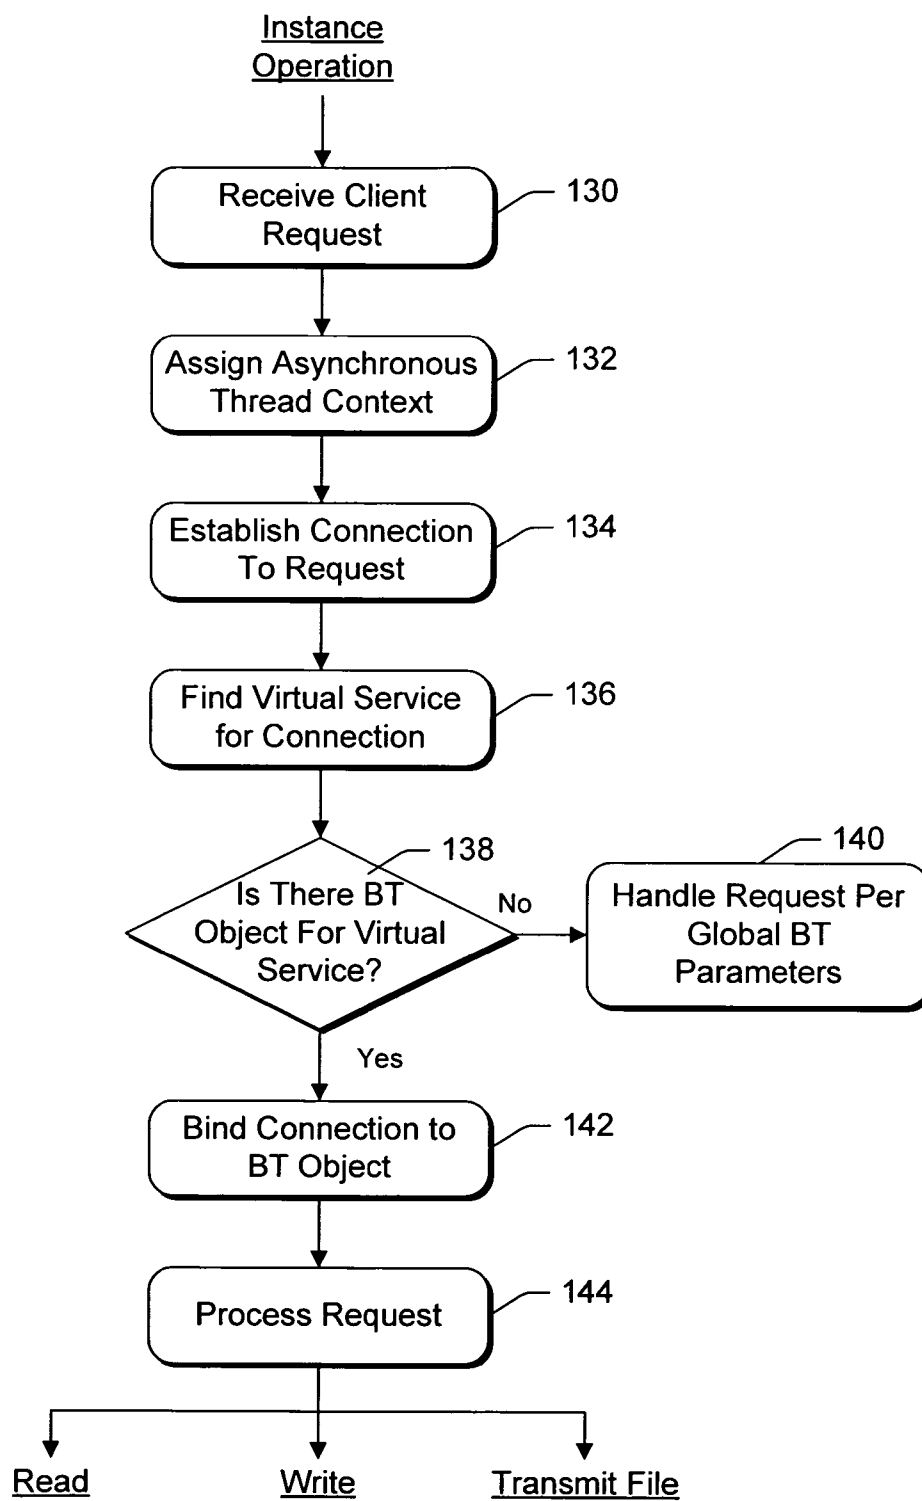 Instance
Operation
Receive Client
Request
130
Assign Asynchronous
Thread Context
132
Establish Connection
To Request
134
Find Virtual Service
for Connection
136
138
Is There BT
Object For Virtual
Service?
No
140
Handle Request Per
Global BT
Parameters
Yes
Bind Connection to
BT Object
142
Process Request
144
Read
Write
Transmit File